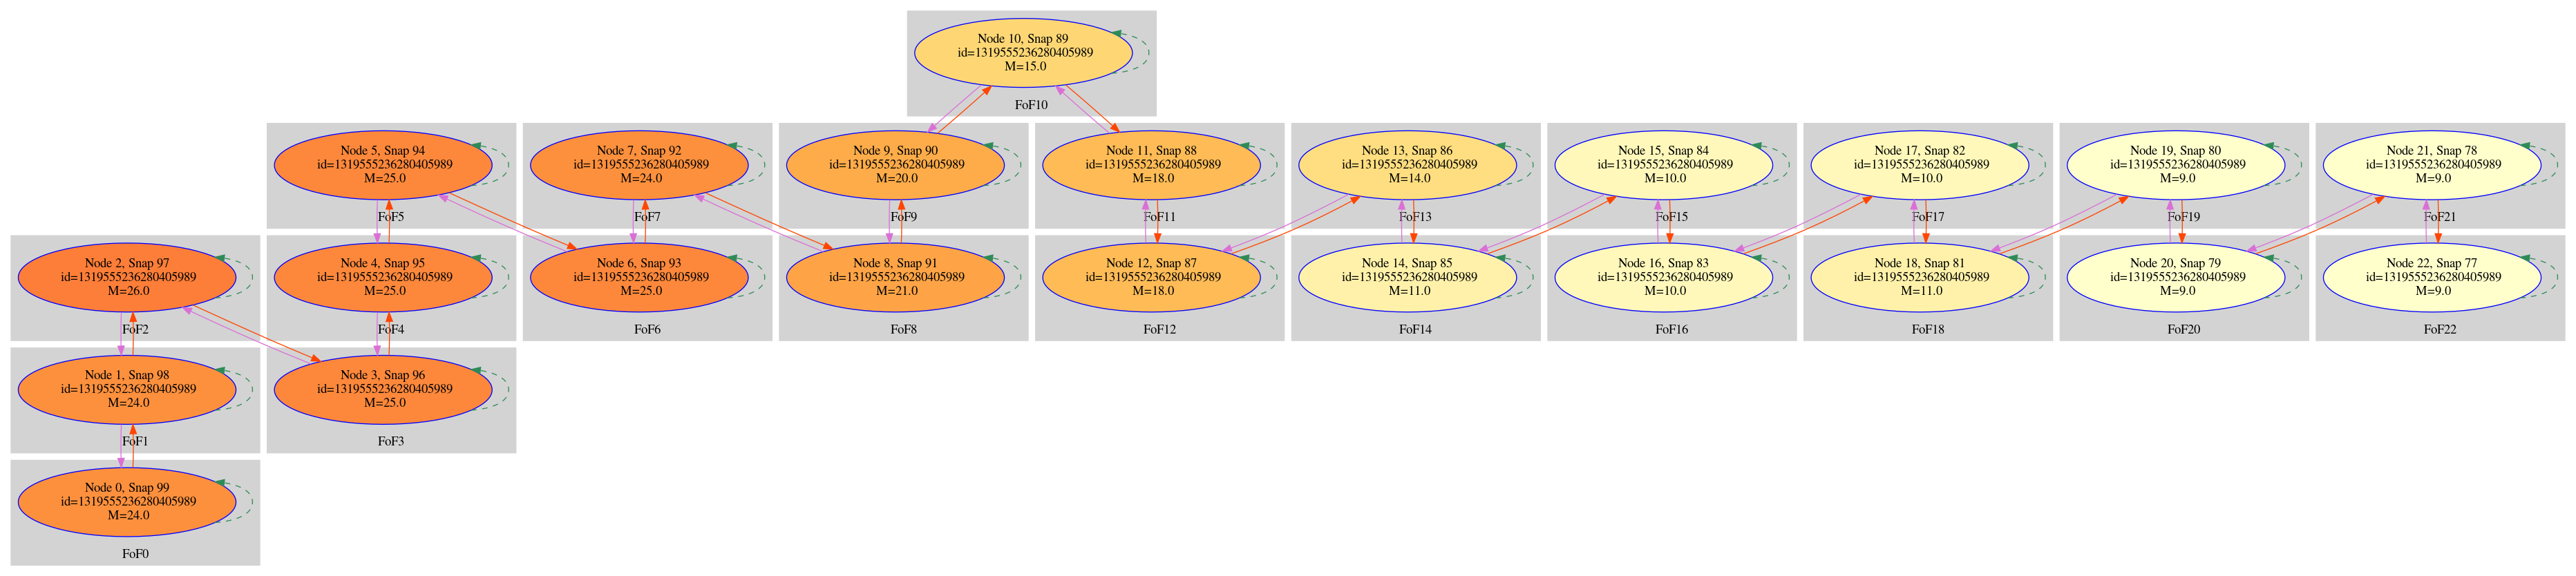 Node 10, Snap 89
id=1319555236280405989
M=15.0
FoF10
Node 5, Snap 94
id=1319555236280405989
M=25.0
FoF5
Node 7, Snap 92
id=1319555236280405989
M=24.0
FoF7
Node 9, Snap 90
id=1319555236280405989
M=20.0
FoF9
Node 11, Snap 88
id=1319555236280405989
M=18.0
FoF11
Node 13, Snap 86
id=1319555236280405989
M=14.0
FoF13
Node 15, Snap 84
id=1319555236280405989
M=10.0
FoF15
Node 17, Snap 82
id=1319555236280405989
M=10.0
FoF17
Node 19, Snap 80
id=1319555236280405989
M=9.0
FoF19
Node 21, Snap 78
id=1319555236280405989
M=9.0
FoF21
Node 2, Snap 97
id=1319555236280405989
M=26.0
FoF2
Node 4, Snap 95
id=1319555236280405989
M=25.0
FoF4
Node 6, Snap 93
id=1319555236280405989
M=25.0
FoF6
Node 8, Snap 91
id=1319555236280405989
M=21.0
FoF8
Node 12, Snap 87
id=1319555236280405989
M=18.0
FoF12
Node 14, Snap 85
id=1319555236280405989
M=11.0
FoF14
Node 16, Snap 83
id=1319555236280405989
M=10.0
FoF16
Node 18, Snap 81
id=1319555236280405989
M=11.0
FoF18
Node 20, Snap 79
id=1319555236280405989
M=9.0
FoF20
Node 22, Snap 77
id=1319555236280405989
M=9.0
FoF22
Node 1, Snap 98
id=1319555236280405989
M=24.0
FoF1
Node 3, Snap 96
id=1319555236280405989
M=25.0
FoF3
Node 0, Snap 99
id=1319555236280405989
M=24.0
FoF0